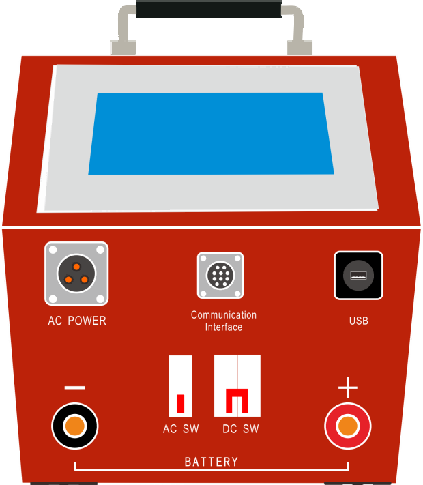 AC POWER
Communication
Interface
USB
− +
AC SW DC SW
BATTERY